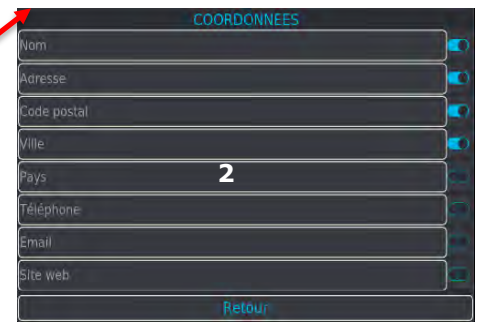 COORDONNEES
Nom
Adresse
Code postal
Ville
Pays
2
Téléphone
Email
Site web
Retour